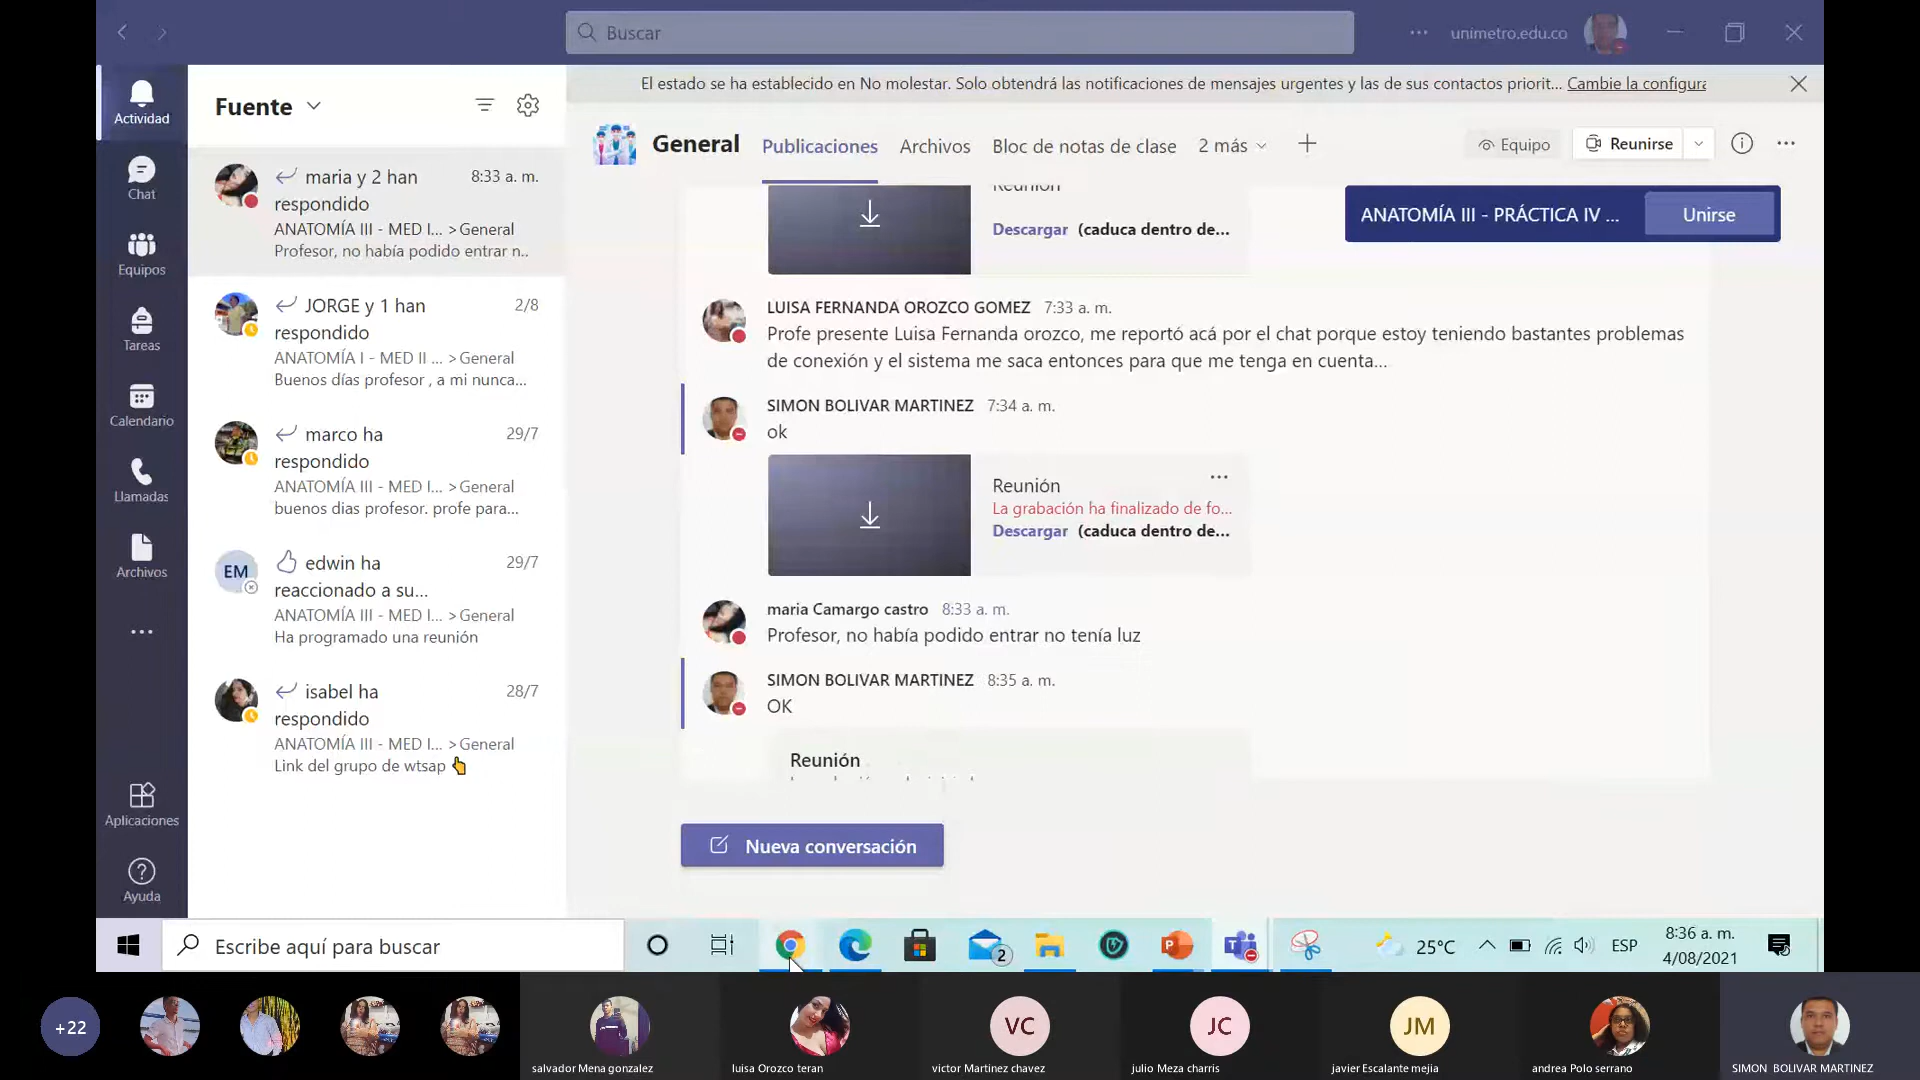 Buscar
unimetro.edu.co
El estado se ha establecido en No molestar. Solo obtendrá las notificaciones de mensajes urgentes y las de sus contactos priorit... Cambie la configura
Actividad
Chat
Equipos
Tareas
Calendario
Llamadas
Archivos
Aplicaciones
Ayuda
Fuente
maria y 2 han
8:33 a. m.
respondido
ANATOMÍA III - MED I... > General
Profesor, no había podido entrar n..
JORGE y 1 han
2/8
respondido
ANATOMÍA I - MED II ... > General
Buenos días profesor , a mi nunca...
marco ha
29/7
respondido
ANATOMÍA III - MED I... > General
buenos dias profesor. profe para...
EM
edwin ha
29/7
reaccionado a su...
ANATOMÍA III - MED I... > General
Ha programado una reunión
isabel ha
28/7
respondido
ANATOMÍA III - MED I... > General
Link del grupo de wtsap
General
Publicaciones
Archivos
Bloc de notas de clase
2 más
Equipo
Reunirse
ANATOMÍA III - PRÁCTICA IV ...
Unirse
Reunión
Descargar (caduca dentro de...
LUISA FERNANDA OROZCO GOMEZ 7:33 a. m.
Profe presente Luisa Fernanda orozco, me reportó acá por el chat porque estoy teniendo bastantes problemas
de conexión y el sistema me saca entonces para que me tenga en cuenta...
SIMON BOLIVAR MARTINEZ 7:34 a. m.
ok
Reunión
La grabación ha finalizado de fo...
Descargar (caduca dentro de...
maria Camargo castro 8:33 a. m.
Profesor, no había podido entrar no tenía luz
SIMON BOLIVAR MARTINEZ 8:35 a. m.
OK
Reunión
Nueva conversación
Escribe aquí para buscar
2
25°C
ESP
8:36 a. m.
4/08/2021
+22
VC
JC
JM
salvador Mena gonzalez
luisa Orozco teran
victor Martinez chavez
julio Meza charris
javier Escalante mejia
andrea Polo serrano
SIMON BOLIVAR MARTINEZ